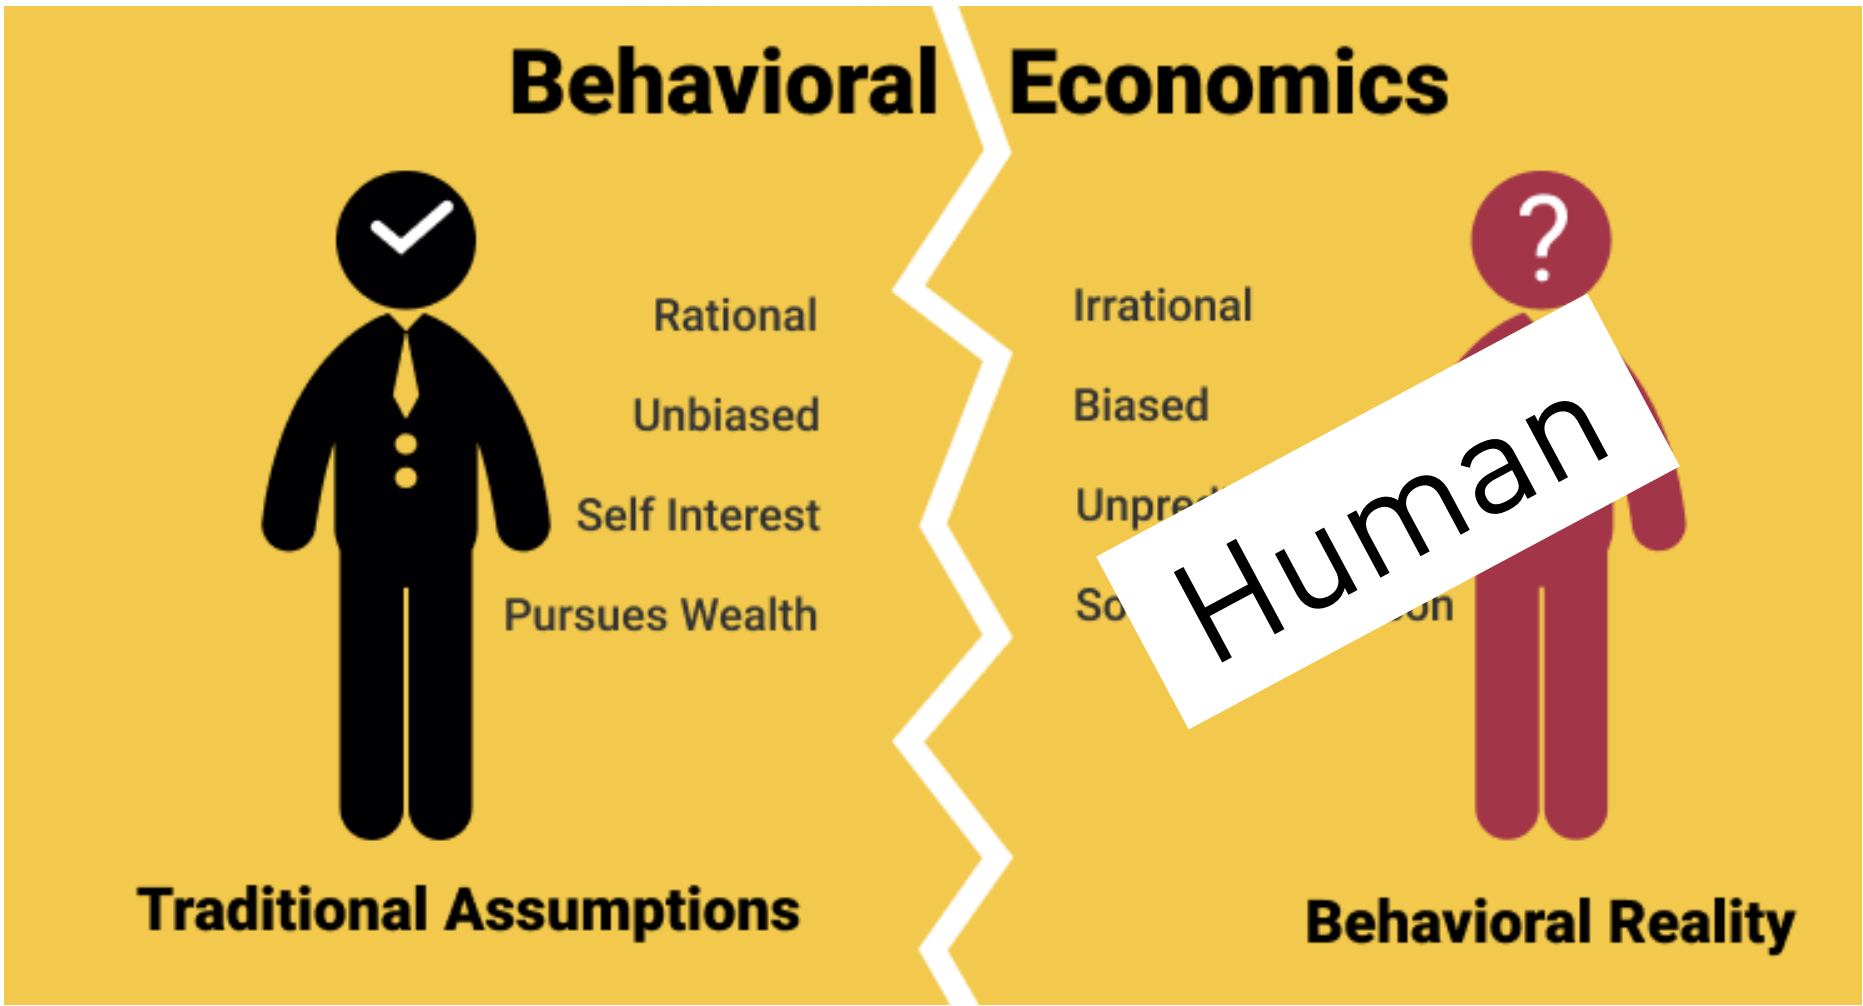 Behavioral Economics
Rational
Unbiased
Self Interest
Pursues Wealth
Traditional Assumptions
?
Irrational
Biased
Human
Behavioral Reality